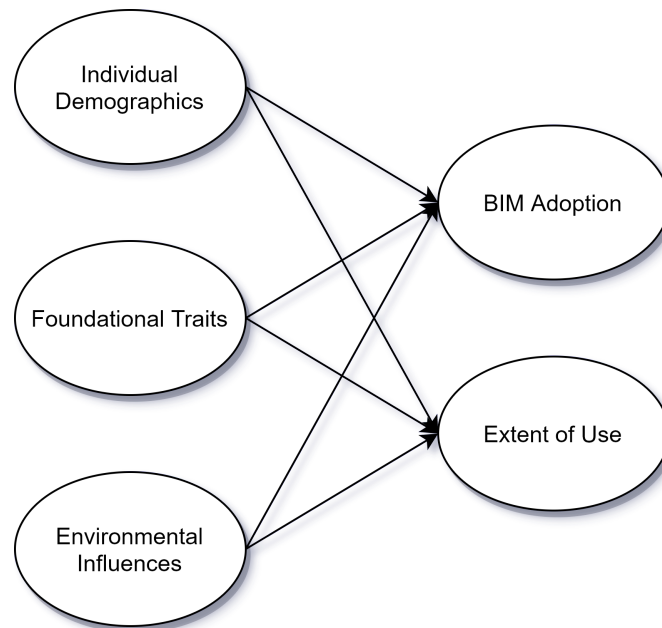 Individual
Demographics
BIM Adoption
Foundational Traits
Extent of Use
Environmental
Influences